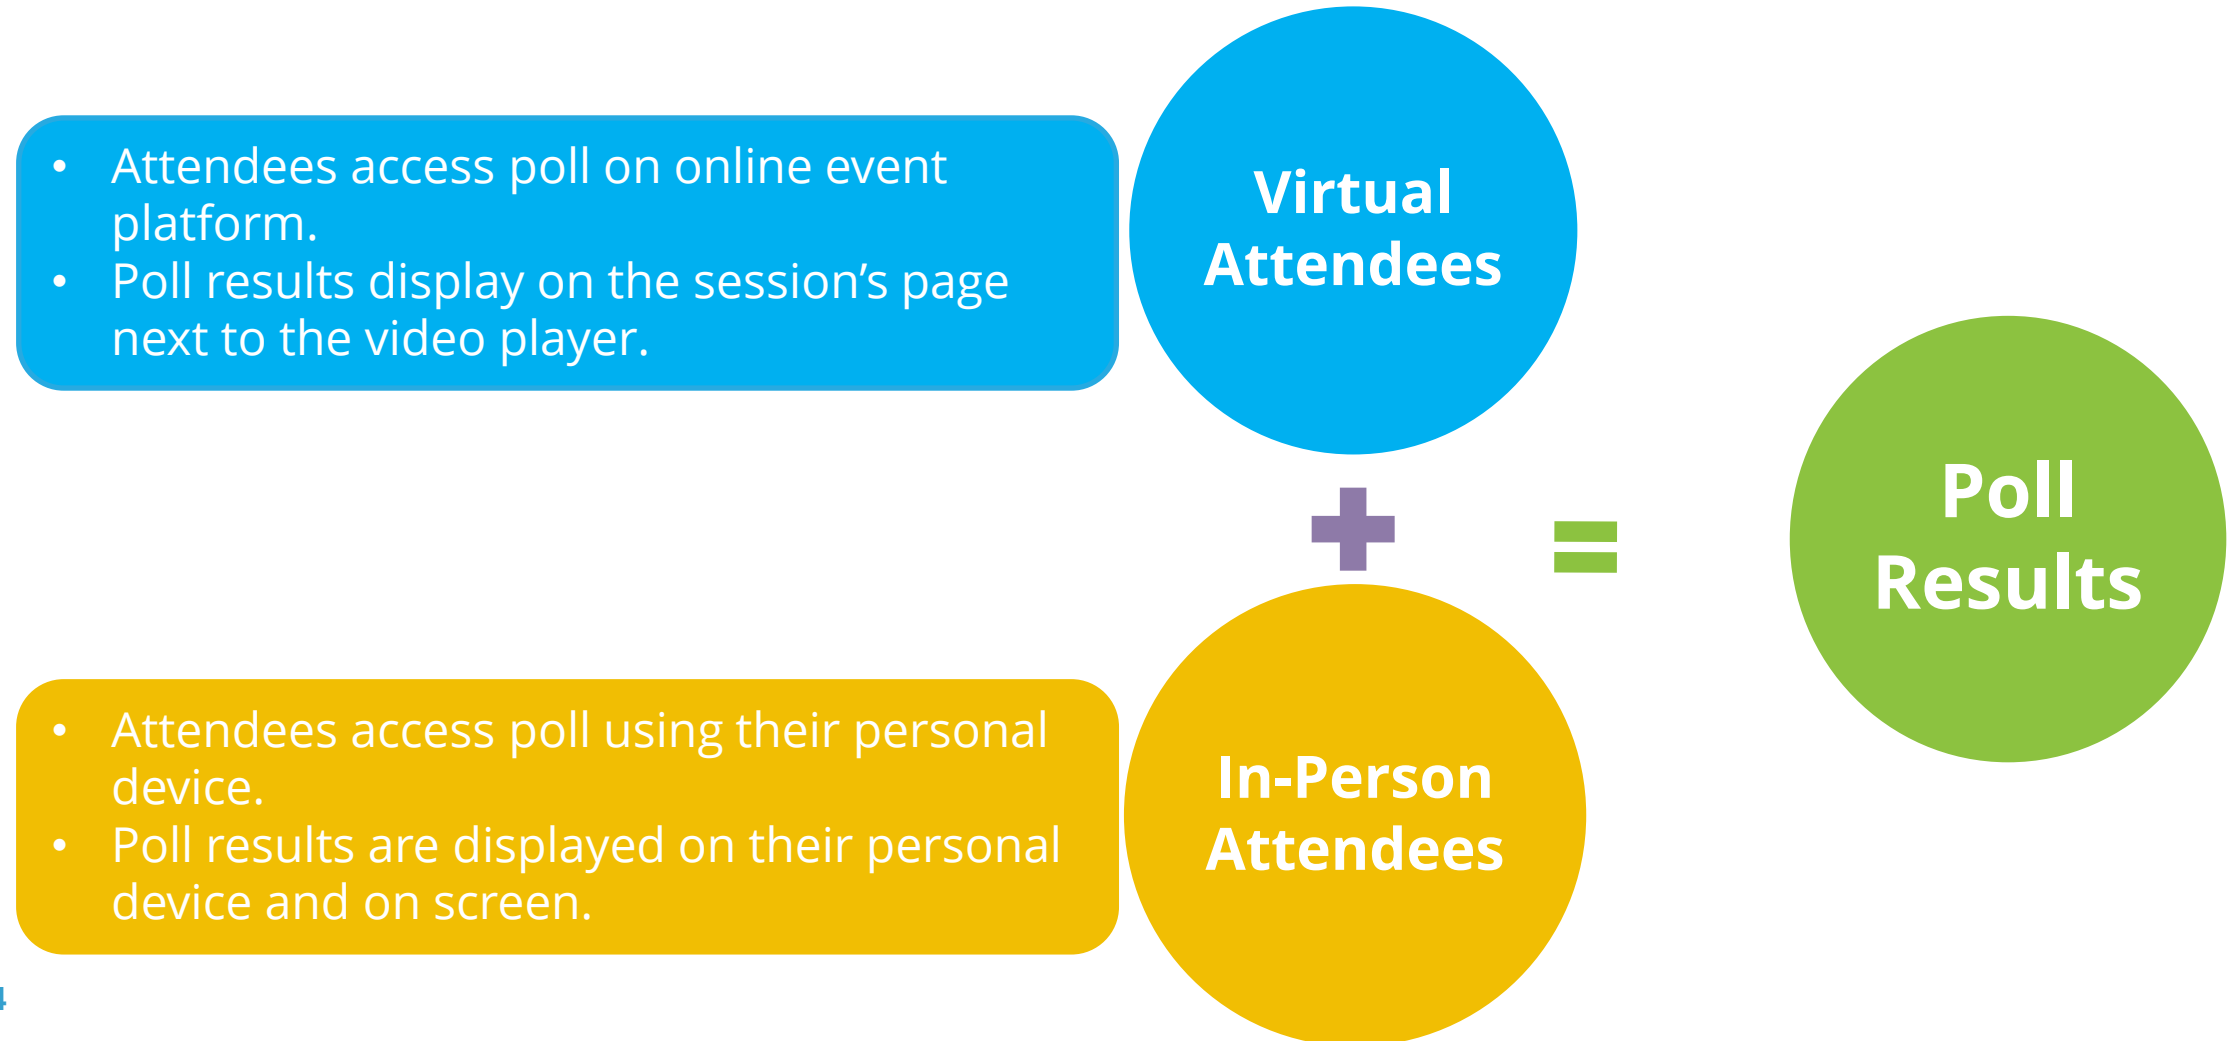 • Attendees access poll on online event
platform.
• Poll results display on the session’s page
next to the video player.
Virtual
Attendees
Poll
Results
• Attendees access poll using their personal
device.
• Poll results are displayed on their personal
device and on screen.
In-Person
Attendees